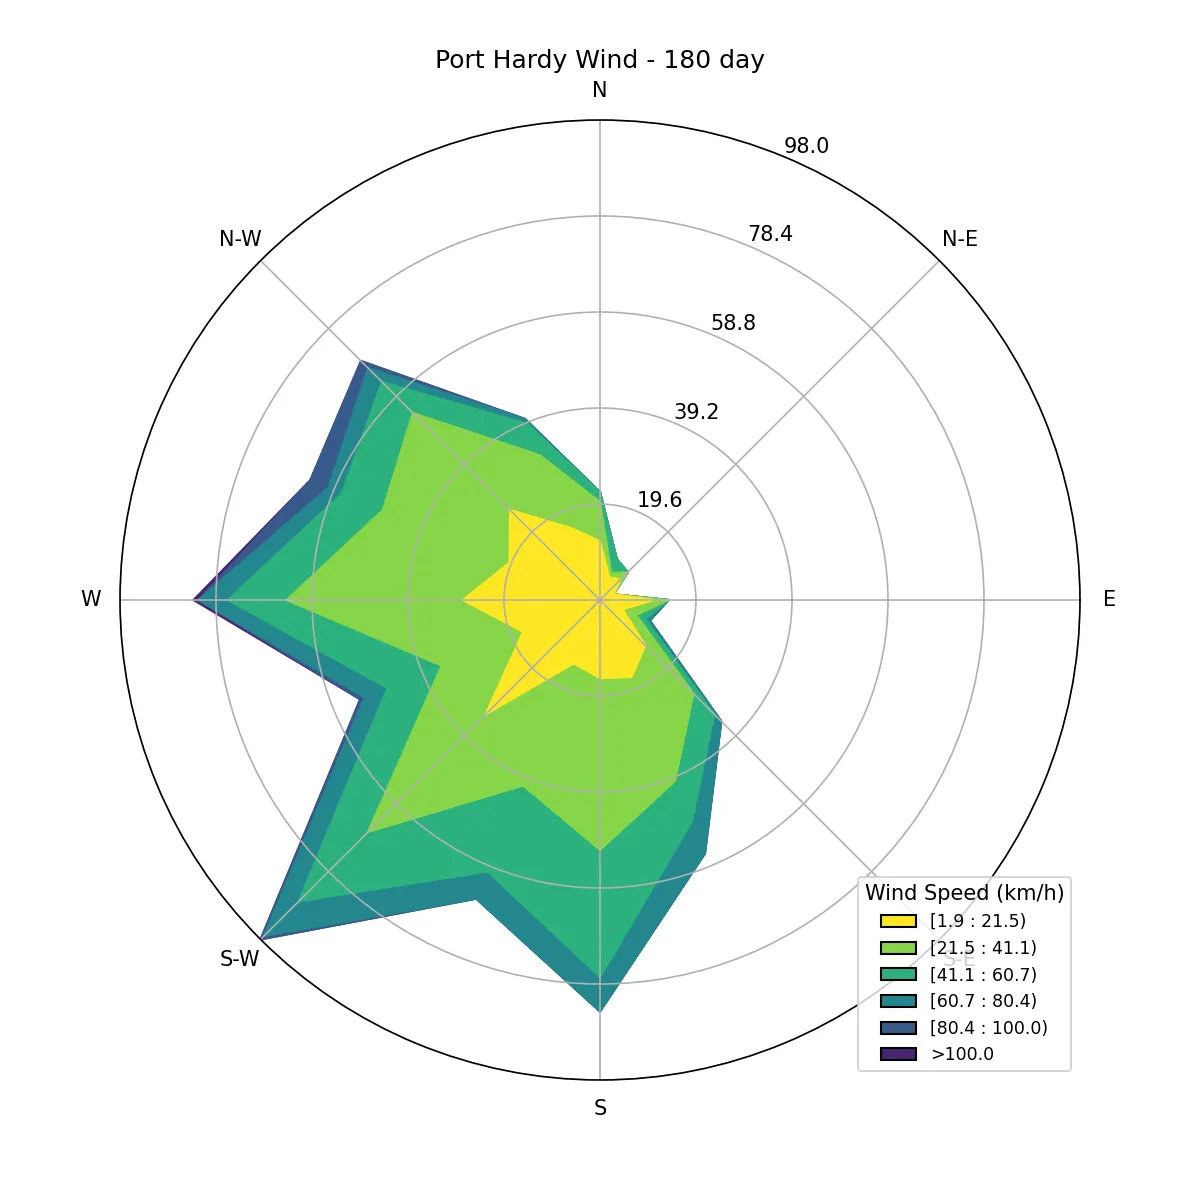 Port Hardy Wind - 180 day
N
98.0
78.4
N-W
N-E
58.8
39.2
19.6
W
E
S-W
S-E
Wind Speed (km/h)
[1.9 : 21.5)
[21.5 : 41.1)
[41.1 : 60.7)
[60.7 : 80.4)
[80.4 : 100.0)
>100.0
S